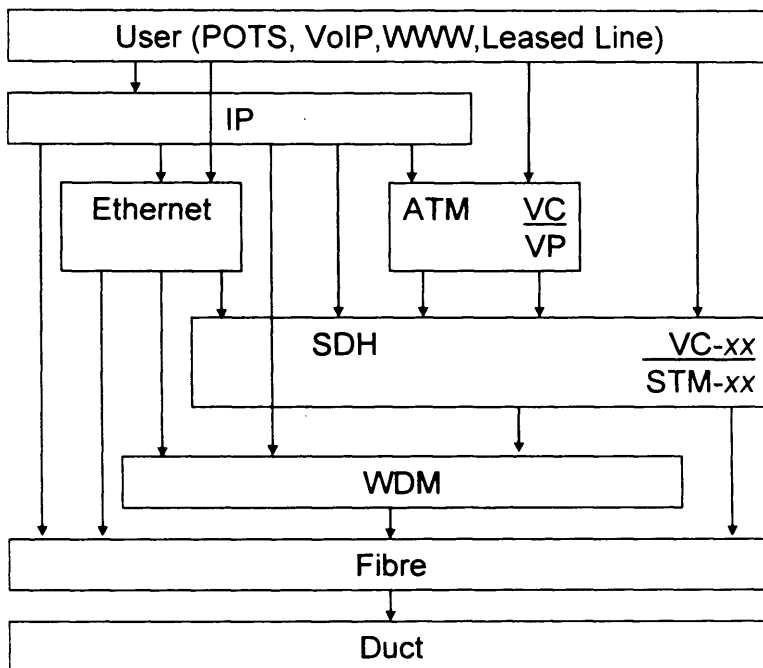 User (POTS, VoIP,WWW,Leased Line)
IP
Ethernet
ATM VC
VP
SDH VC-xx
STM-xx
WDM
Fibre
Duct